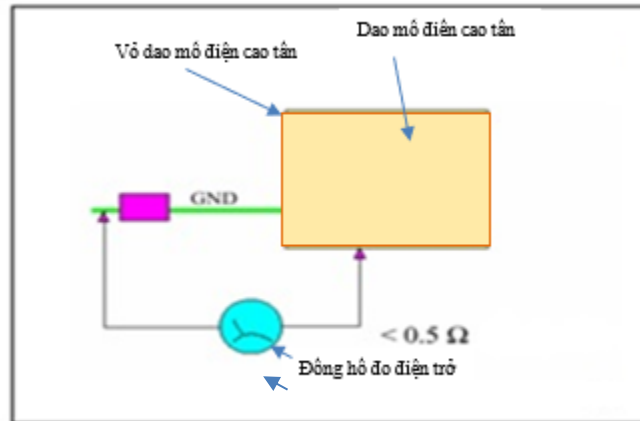 Dao mổ điện cao tần
Vỏ dao mổ điện cao tần
GND
< 0.5 Ω
Đồng hồ đo điện trở